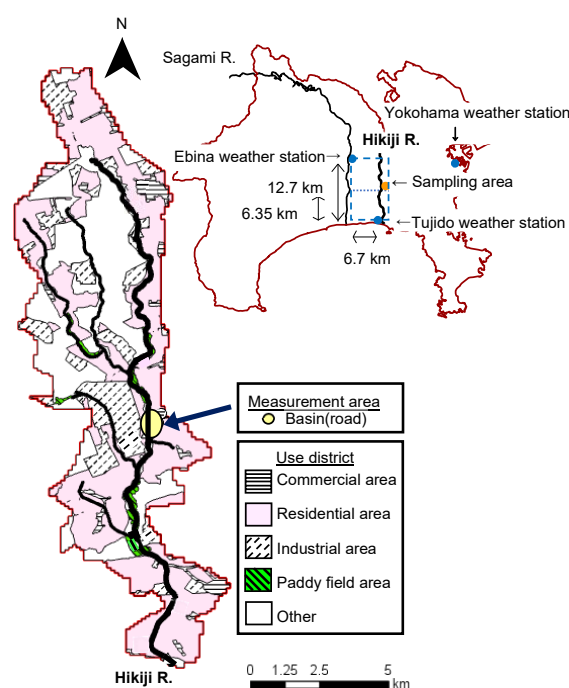 N
Sagami R.
Yokohama weather station
Hikiji R.
Ebina weather station
Sampling area
12.7 km
6.35 km
Tujido weather station
6.7 km
Measurement area
Basin(road)
Use district
Commercial area
Residential area
Industrial area
Paddy field area
Other
Hikiji R.
0 1.25 2.5 5
km